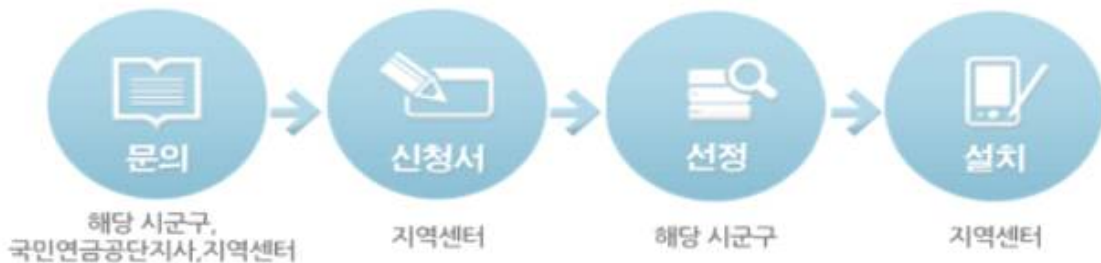 문의
신청서
선정
설치
해당 시군구,
국민연금공단지사,지역센터
지역센터
해당 시군구
지역센터